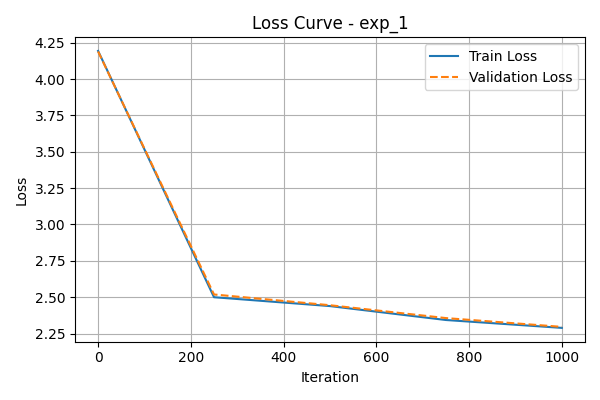 Loss Curve - exp_1
Train Loss
Validation Loss
4.25
4.00
3.75
3.50
3.25
3.00
2.75
2.50
2.25
Loss
0 200 400 600 800 1000
Iteration